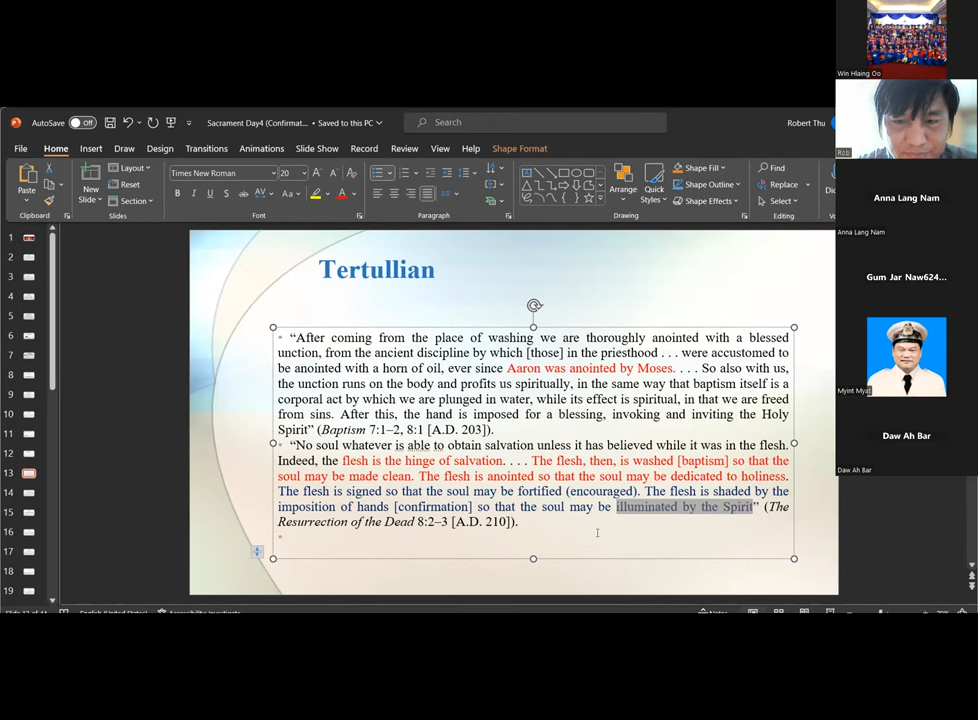 AutoSave Off Sacrament Day4 (Confirmat... • Saved to this PC Search Robert Thu
File Home Insert Draw Design Transitions Animations Slide Show Record Review View Help Shape Format
Paste
New
Slide
Layout
Reset
Section
Times New Roman 20
Arrange
Quick
Styles
Shape Fill
Shape Outline
Shape Effects
Find
Replace
Select
Clipboard Slides Font Paragraph Drawing Editing
1
2
3
4
5
6
7
8
9
10
11
12
13
14
15
16
17
18
19
Tertullian
“After coming from the place of washing we are thoroughly anointed with a blessed
unction, from the ancient discipline by which [those] in the priesthood . . . were accustomed to
be anointed with a horn of oil, ever since Aaron was anointed by Moses. . . . So also with us,
the unction runs on the body and profits us spiritually, in the same way that baptism itself is a
corporal act by which we are plunged in water, while its effect is spiritual, in that we are freed
from sins. After this, the hand is imposed for a blessing, invoking and inviting the Holy
Spirit” (Baptism 7:1–2, 8:1 [A.D. 203]).
“No soul whatever is able to obtain salvation unless it has believed while it was in the flesh.
Indeed, the flesh is the hinge of salvation. . . . The flesh, then, is washed [baptism] so that the
soul may be made clean. The flesh is anointed so that the soul may be dedicated to holiness.
The flesh is signed so that the soul may be fortified (encouraged). The flesh is shaded by the
imposition of hands [confirmation] so that the soul may be illuminated by the Spirit” (The
Resurrection of the Dead 8:2–3 [A.D. 210]).
Win Hlaing Oo
Rob
Anna Lang Nam
Anna Lang Nam
Gum Jar Naw624...
Myint Myat
Daw Ah Bar
Daw Ah Bar